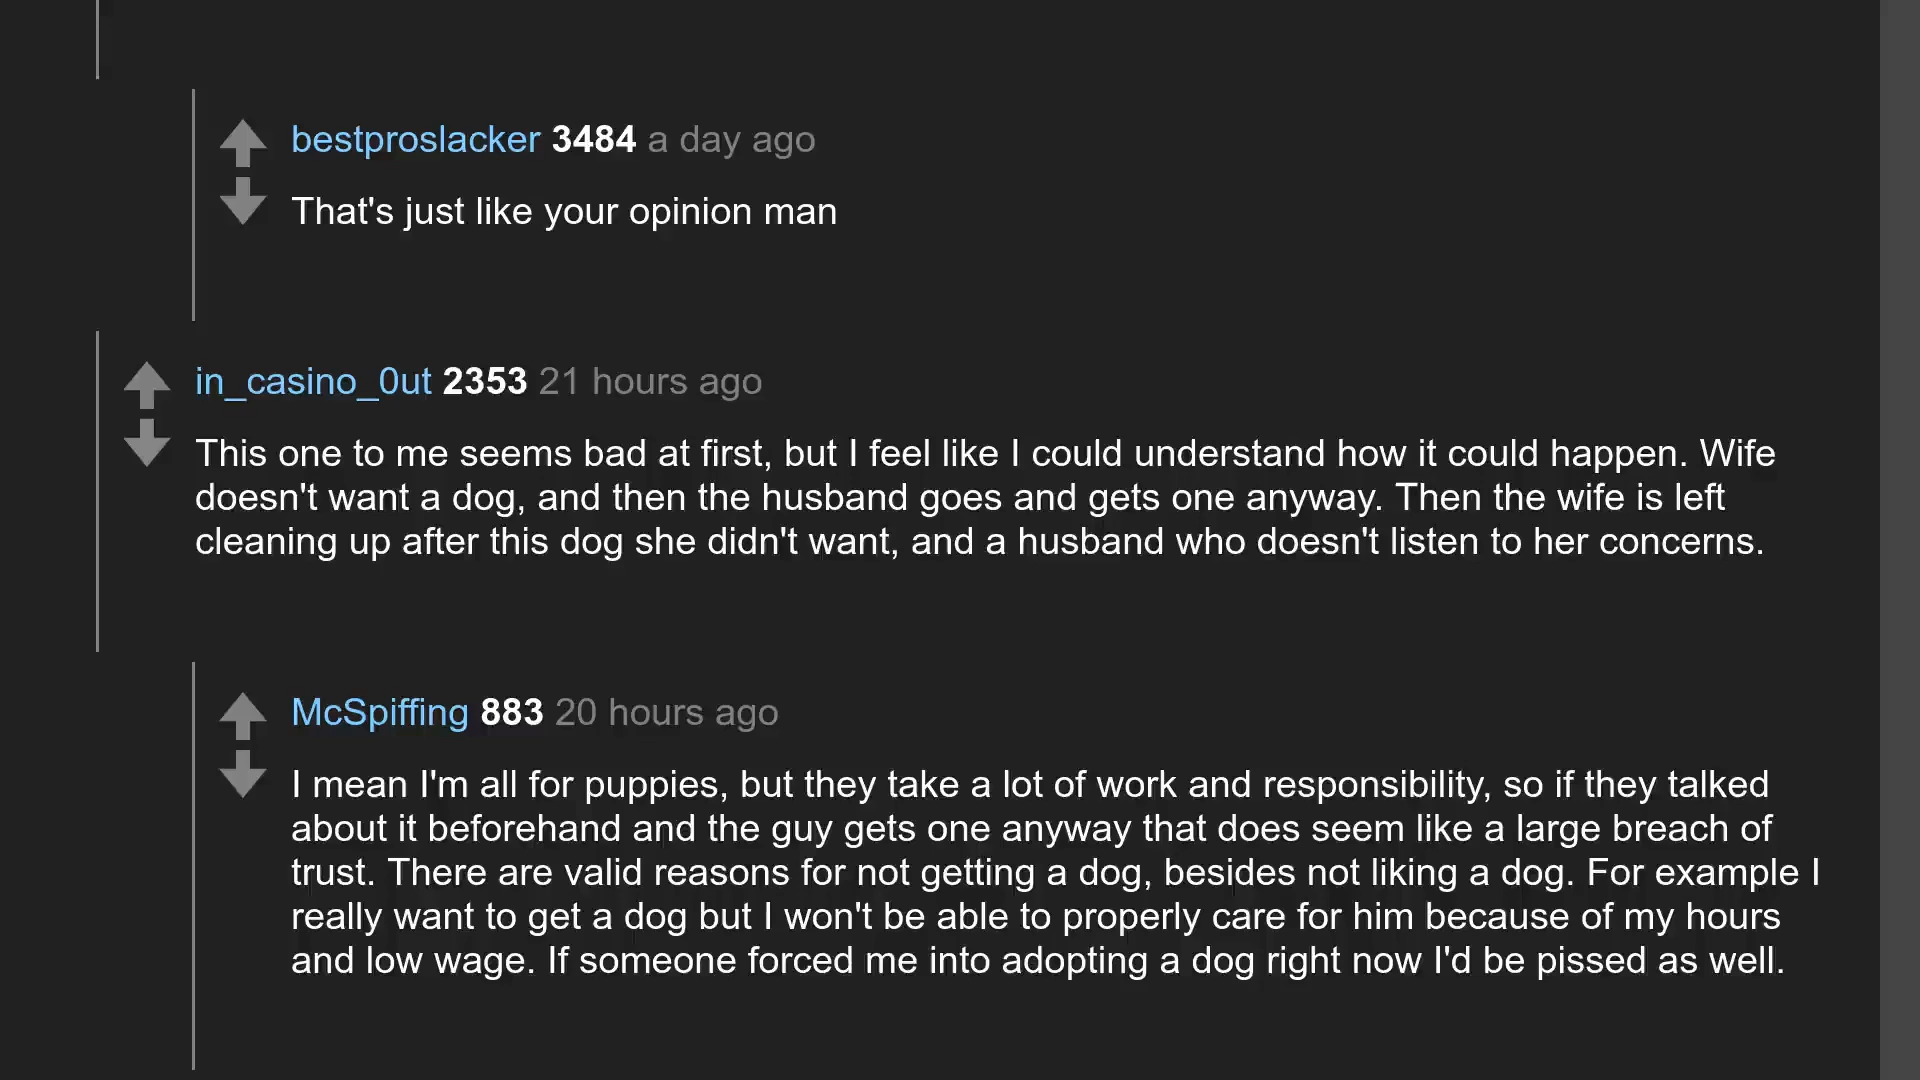 bestproslacker 3484 a day ago
That's just like your opinion man
in_casino_0ut 2353 21 hours ago
This one to me seems bad at first, but I feel like I could understand how it could happen. Wife
doesn't want a dog, and then the husband goes and gets one anyway. Then the wife is left
cleaning up after this dog she didn't want, and a husband who doesn't listen to her concerns.
McSpiffing 883 20 hours ago
I mean I'm all for puppies, but they take a lot of work and responsibility, so if they talked
about it beforehand and the guy gets one anyway that does seem like a large breach of
trust. There are valid reasons for not getting a dog, besides not liking a dog. For example I
really want to get a dog but I won't be able to properly care for him because of my hours
and low wage. If someone forced me into adopting a dog right now I'd be pissed as well.